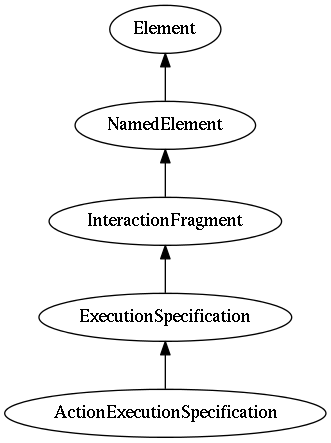 Element
NamedElement
InteractionFragment
ExecutionSpecification
ActionExecutionSpecification